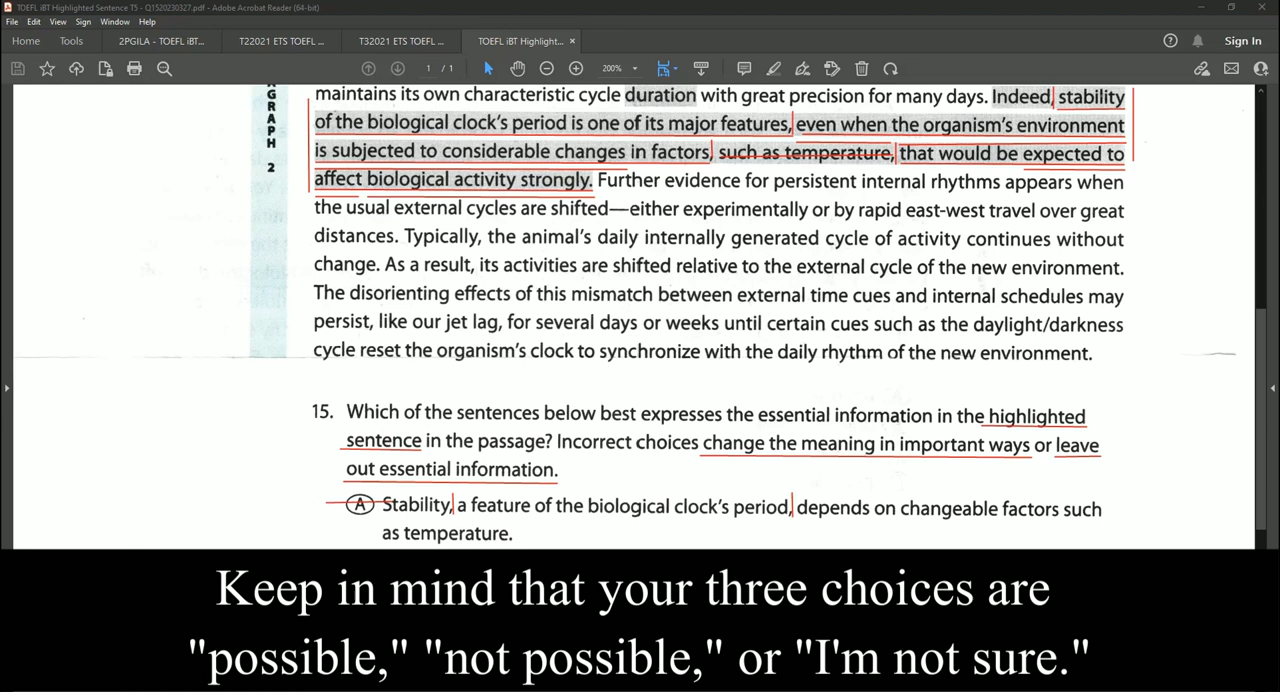 TOEFL iBT Highlighted Sentence T5 - Q1520230327.pdf - Adobe Acrobat Reader (64-bit)
File Edit View Sign Window Help
Home Tools 2PGILA - TOEFL iBT... T22021 ETS TOEFL ... T32021 ETS TOEFL ... TOEFL iBT Highlight... × Sign In
1 / 1 200%
GRAPH 2
maintains its own characteristic cycle duration with great precision for many days. Indeed, stability
of the biological clock's period is one of its major features, even when the organism's environment
is subjected to considerable changes in factors, such as temperature, that would be expected to
affect biological activity strongly. Further evidence for persistent internal rhythms appears when
the usual external cycles are shifted—either experimentally or by rapid east-west travel over great
distances. Typically, the animal's daily internally generated cycle of activity continues without
change. As a result, its activities are shifted relative to the external cycle of the new environment.
The disorienting effects of this mismatch between external time cues and internal schedules may
persist, like our jet lag, for several days or weeks until certain cues such as the daylight/darkness
cycle reset the organism's clock to synchronize with the daily rhythm of the new environment.
15. Which of the sentences below best expresses the essential information in the highlighted
sentence in the passage? Incorrect choices change the meaning in important ways or leave
out essential information.
A Stability, a feature of the biological clock's period, depends on changeable factors such
as temperature.
Keep in mind that your three choices are
"possible," "not possible," or "I'm not sure."